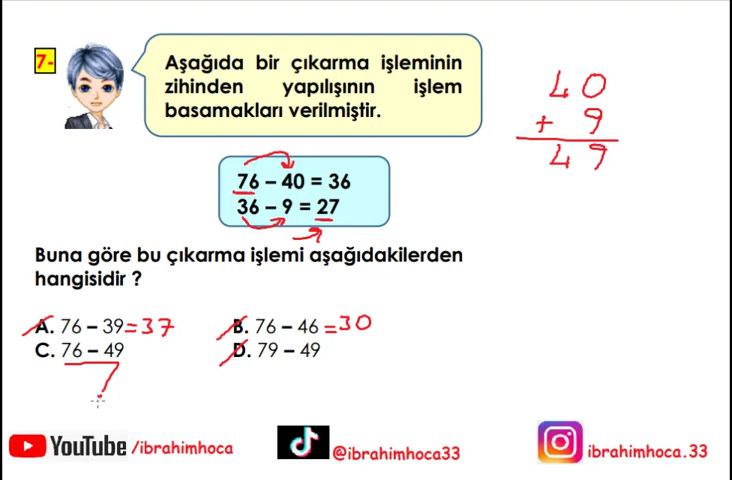 7-
Aşağıda bir çıkarma işleminin
zihinden yapılışının işlem
basamakları verilmiştir.
40
+ 9
49
76 – 40 = 36
36 – 9 = 27
Buna göre bu çıkarma işlemi aşağıdakilerden
hangisidir ?
A. 76 – 39 = 37 B. 76 – 46 = 30
C. 76 – 49 D. 79 – 49
7
YouTube /ibrahimhoca @ibrahimhoca33 ibrahimhoca.33